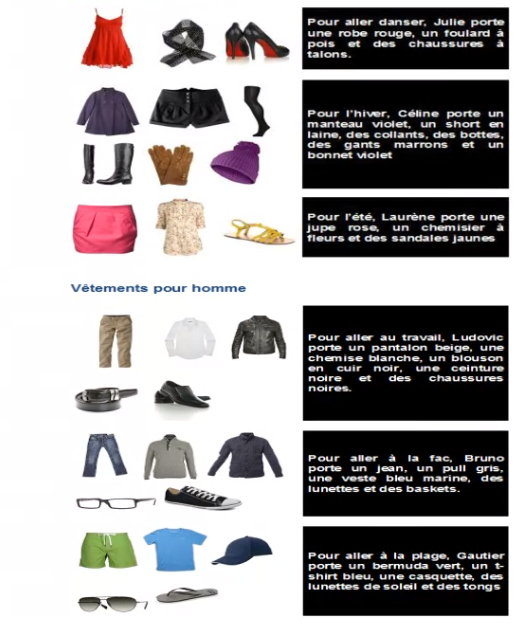 Pour aller danser, Julie porte
une robe rouge, un foulard à
pois et des chaussures à
talons.
Pour l'hiver, Céline porte un
manteau violet, un short en
laine, des collants, des bottes,
des gants marrons et un
bonnet violet
Pour l'été, Laurène porte une
jupe rose, un chemisier à
fleurs et des sandales jaunes
Vêtements pour homme
Pour aller au travail, Ludovic
porte un pantalon beige, une
chemise blanche, un blouson
en cuir noir, une ceinture
noire et des chaussures
noires.
Pour aller à la fac, Bruno
porte un jean, un pull gris,
une veste bleu marine, des
lunettes et des baskets.
Pour aller à la plage, Gautier
porte un bermuda vert, un t-
shirt bleu, une casquette, des
lunettes de soleil et des tongs